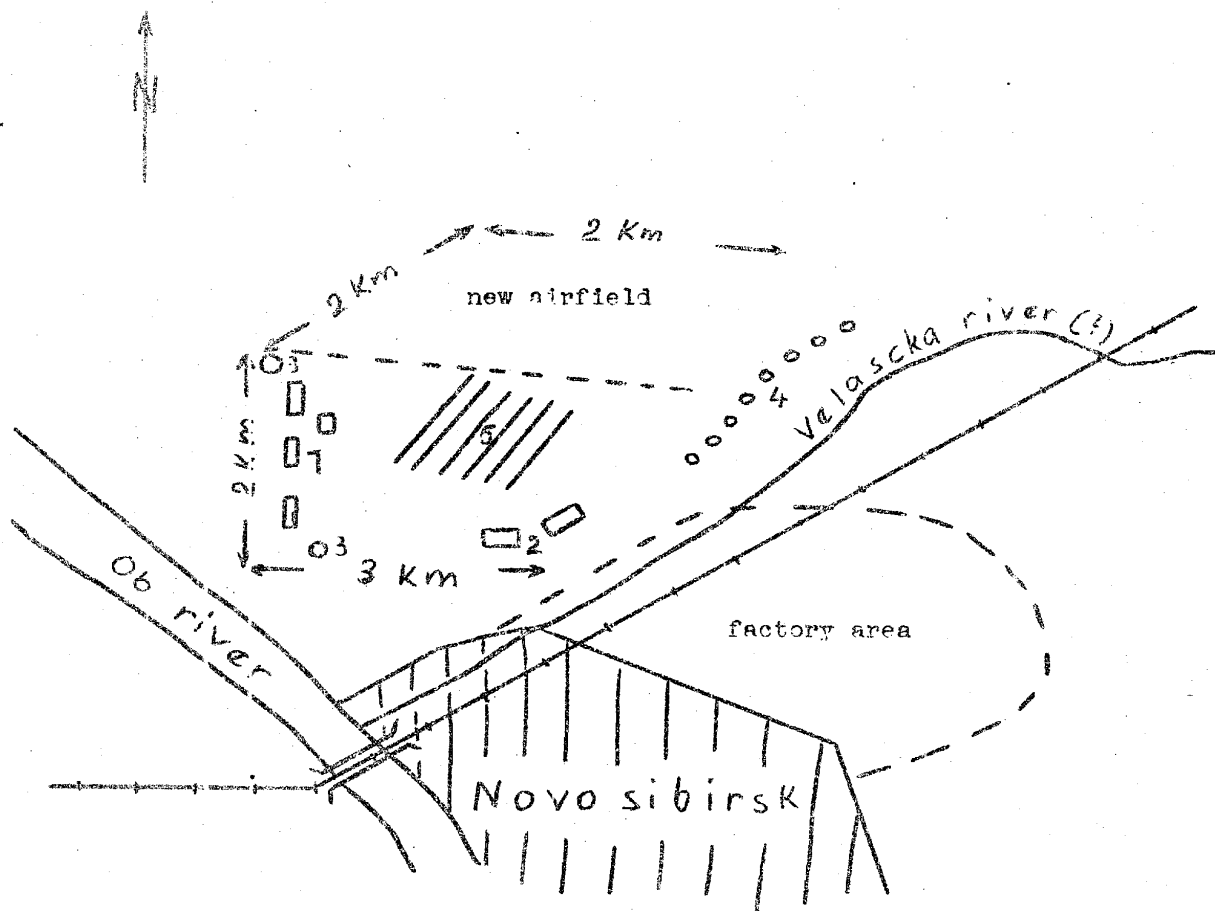 N
2 Km
2 Km
new airfield
3
Velascka river (?)
4
2 Km
5
1
3
2
3 Km
Ob river
factory area
Novo sibirsk